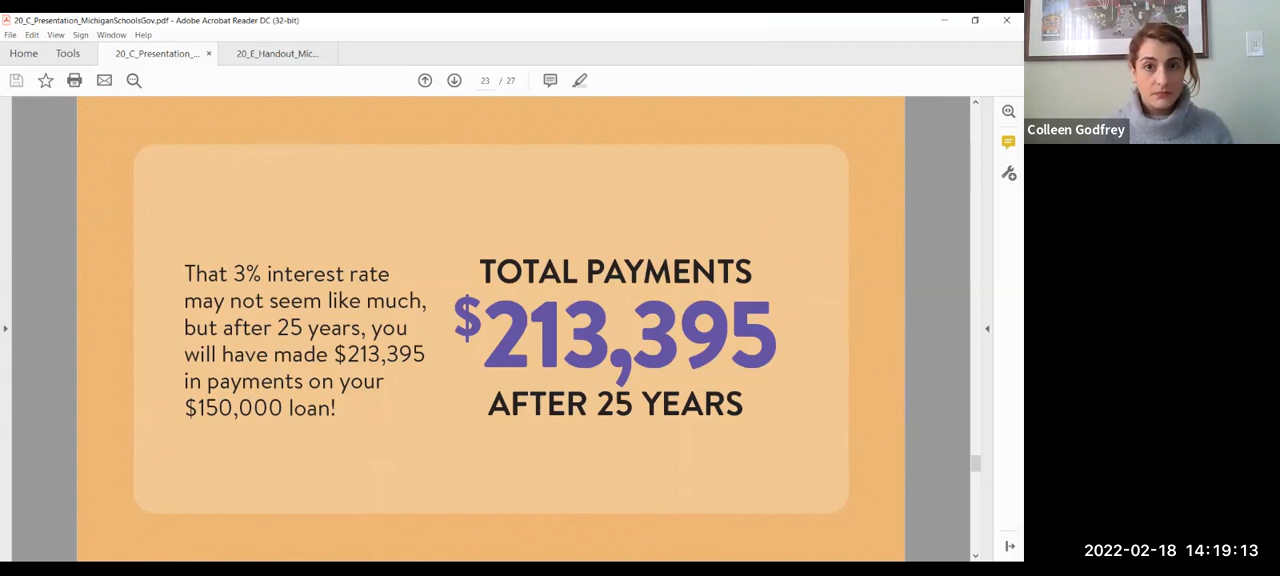 20_C_Presentation_MichiganSchoolsGov.pdf - Adobe Acrobat Reader DC (32-bit)
File Edit View Sign Window Help
Home Tools 20_C_Presentation_... × 20_E_Handout_Mic...
23 / 27
Colleen Godfrey
That 3% interest rate
may not seem like much,
but after 25 years, you
will have made $213,395
in payments on your
$150,000 loan!
TOTAL PAYMENTS
$213,395
AFTER 25 YEARS
2022-02-18 14:19:13